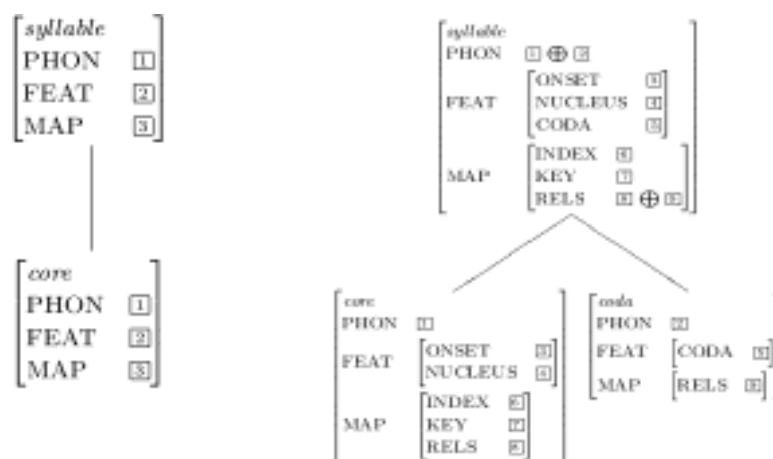 syllable
PHON 1
FEAT 2
MAP 3
core
PHON 1
FEAT 2
MAP 3
syllable
PHON 1 ⊕ 2
FEAT ONSET 3
NUCLEUS 4
CODA 5
MAP INDEX 6
KEY 7
RELS 8 ⊕ 9
core
PHON 1
FEAT ONSET 3
NUCLEUS 4
MAP INDEX 6
KEY 7
RELS 8
coda
PHON 2
FEAT CODA 5
MAP RELS